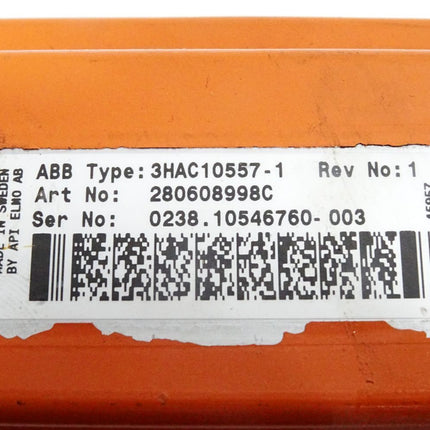 MADE IN SWEDEN
BY API ELMO AB
ABB Type: 3HAC10557-1 Rev No: 1
Art No: 280608998C
Ser No: 0238.10546760-003